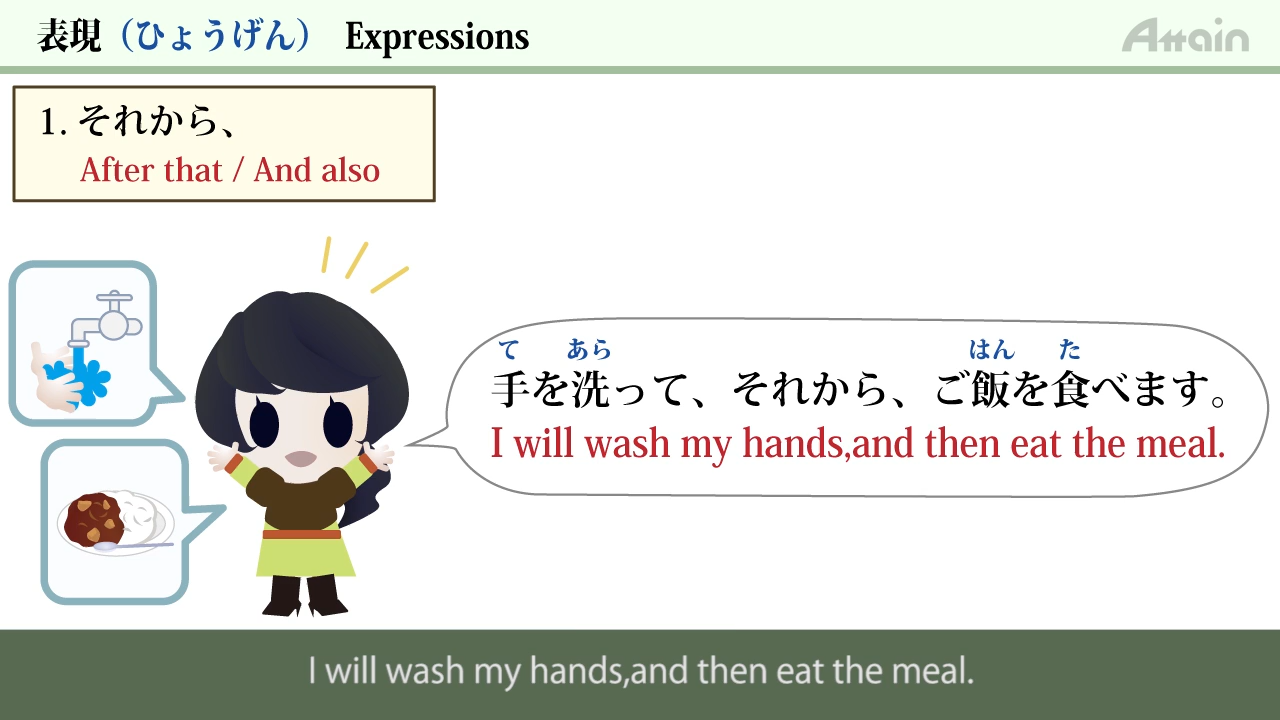 表現（ひょうげん） Expressions
Attain
1. それから、
After that / And also
て あら はん た
手を洗って、それから、ご飯を食べます。
I will wash my hands,and then eat the meal.
I will wash my hands,and then eat the meal.